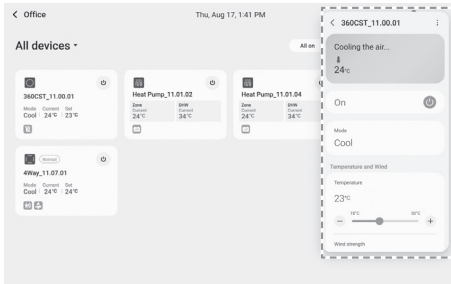 Office
Thu, Aug 17, 1:41 PM
All devices
All on
360CST_11.00.01
Mode Current Set
Cool 24°C 23°C
Heat Pump_11.01.02
Zone DHW
Current Current
24°C 34°C
Heat Pump_11.01.04
Zone DHW
Current Current
24°C 34°C
Normal
4Way_11.07.01
Mode Current Set
Cool 24°C 24°C
360CST_11.00.01
Cooling the air...
24°C
On
Mode
Cool
Temperature and Wind
Temperature
23°C
Wind strength